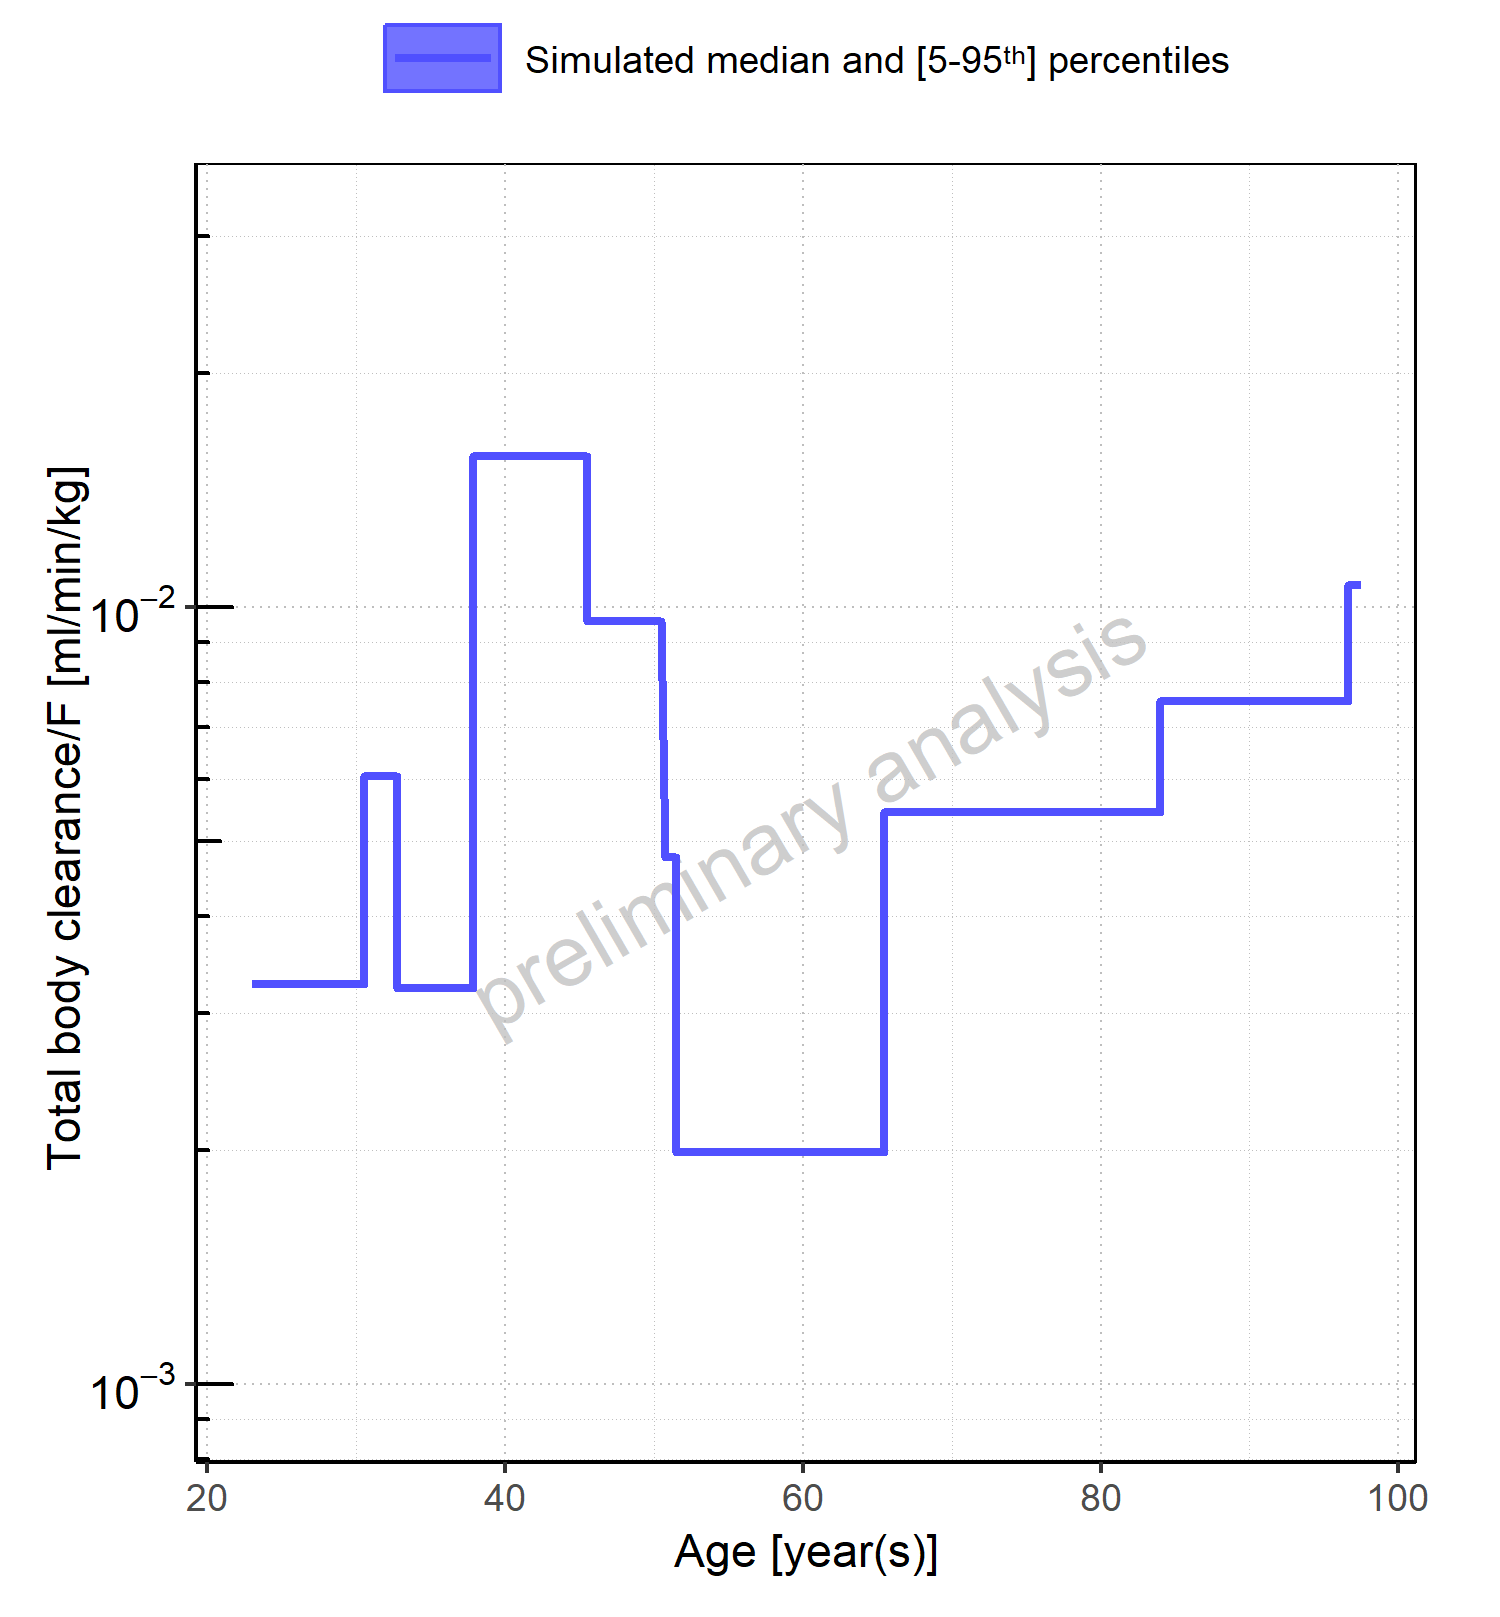 Simulated median and [5-95ᵗʰ] percentiles
Total body clearance/F [ml/min/kg]
10⁻²
10⁻³
preliminary analysis
20 40 60 80 100
Age [year(s)]